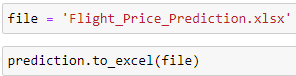 file = 'Flight_Price_Prediction.xlsx'
prediction.to_excel(file)